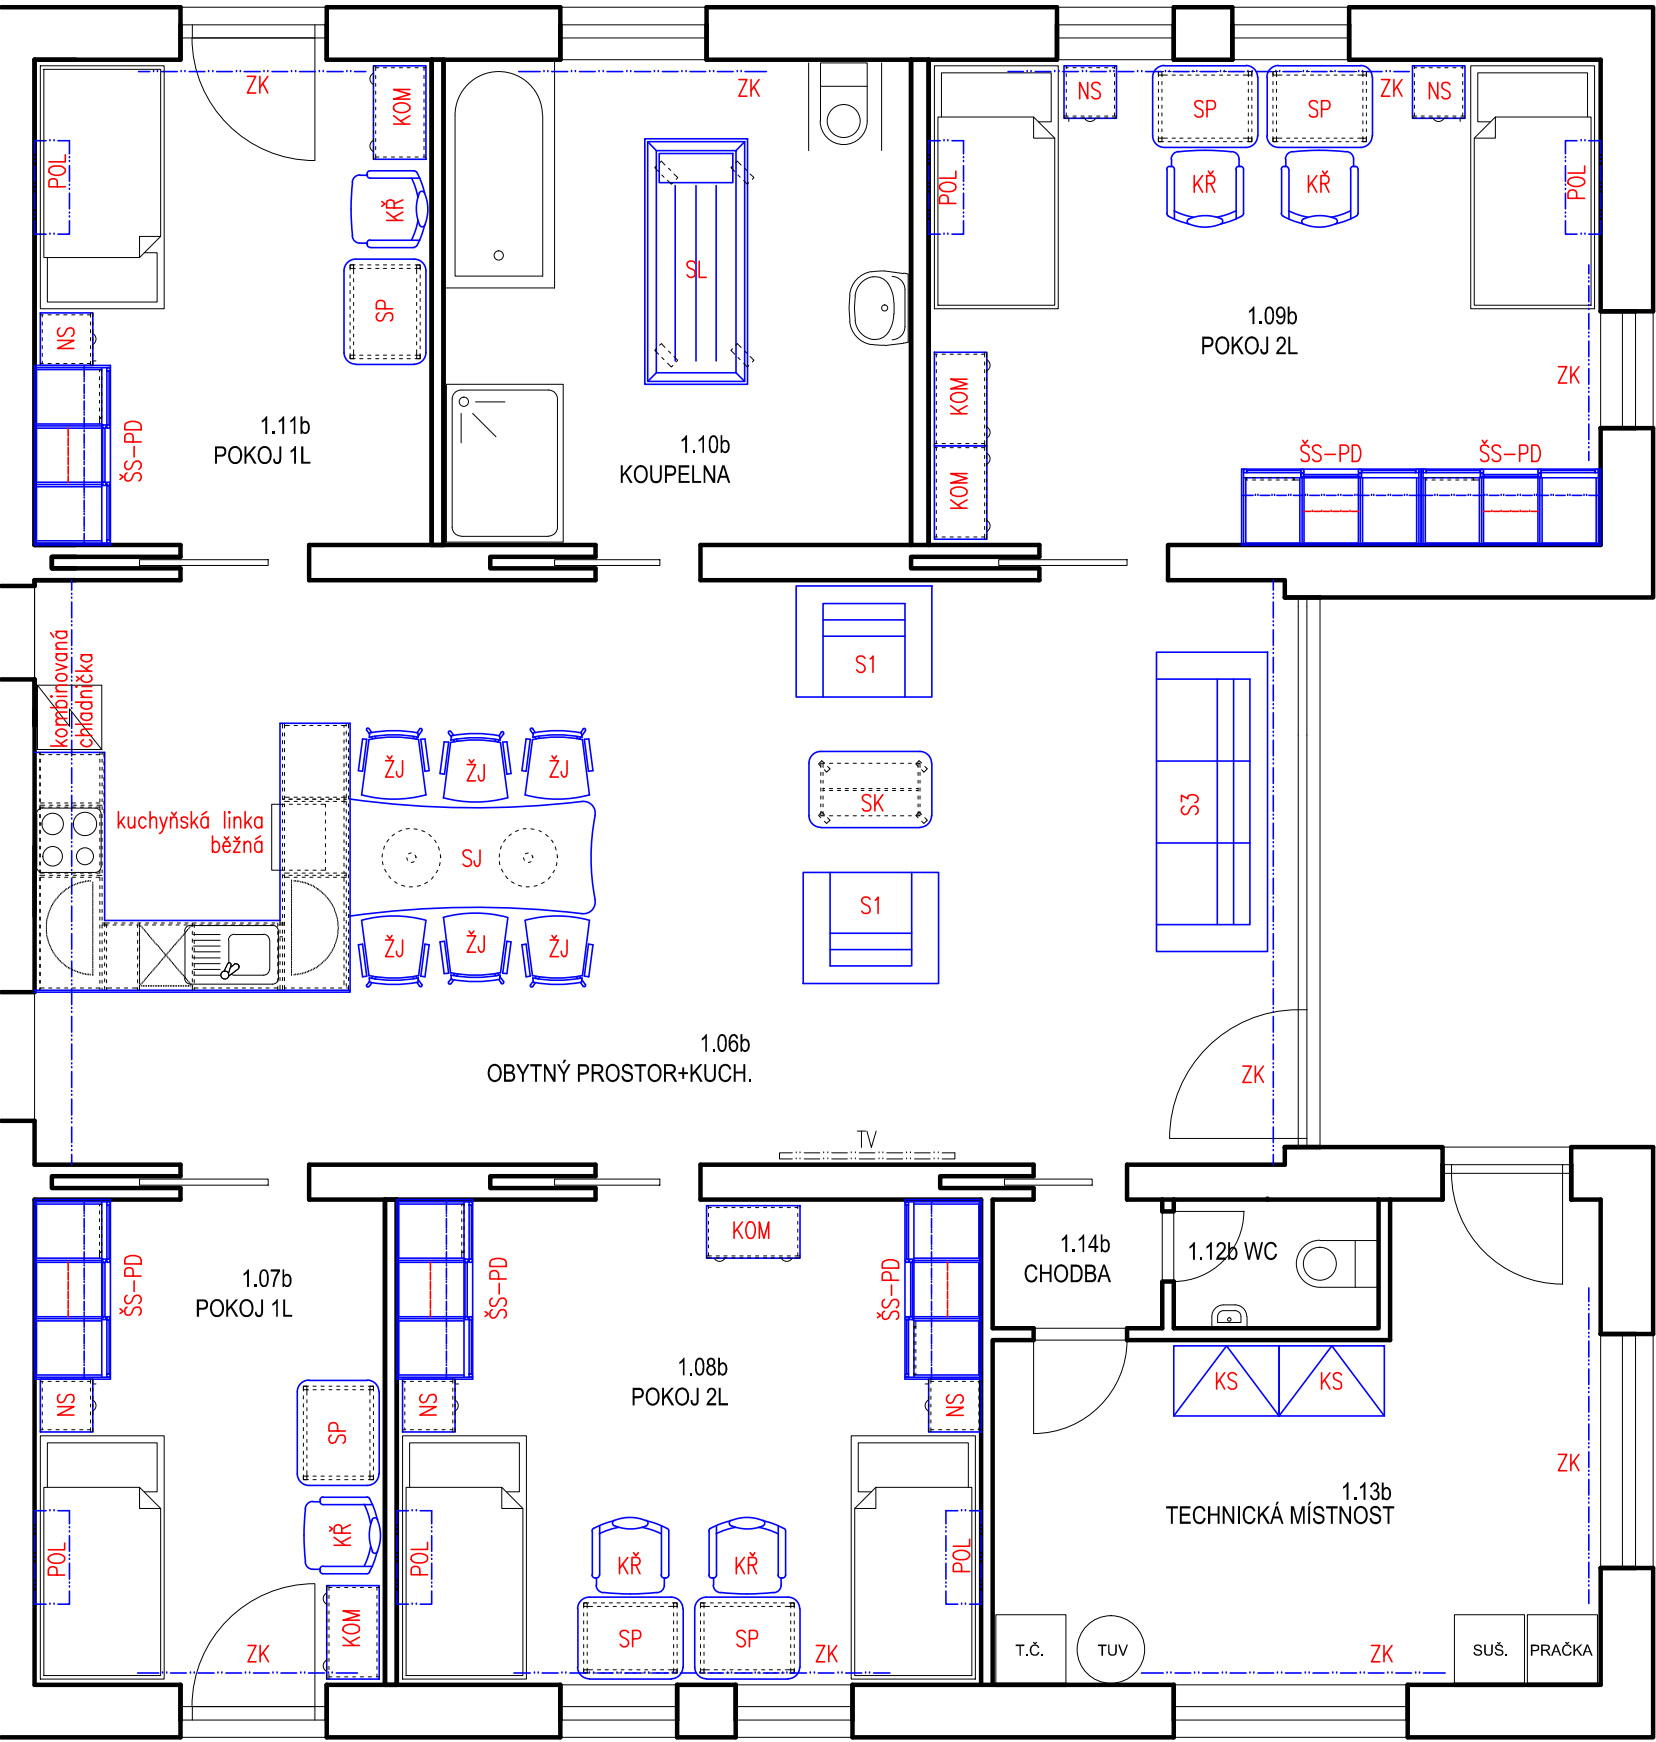 ZK
KOM
ZK
NS
SP
SP
ZK
NS
POL
KŘ
POL
KŘ
KŘ
POL
SL
SP
NS
1.09b
POKOJ 2L
ZK
KOM
1.11b
POKOJ 1L
ŠS-PD
1.10b
KOUPELNA
KOM
ŠS-PD
ŠS-PD
kombinovaná
chladnička
S1
ŽJ
ŽJ
ŽJ
SK
S3
kuchyňská linka
běžná
SJ
S1
ŽJ
ŽJ
ŽJ
1.06b
OBYTNÝ PROSTOR+KUCH.
ZK
TV
KOM
ŠS-PD
1.07b
POKOJ 1L
ŠS-PD
ŠS-PD
1.14b
CHODBA
1.12b WC
1.08b
POKOJ 2L
KS
KS
NS
SP
NS
NS
ZK
1.13b
TECHNICKÁ MÍSTNOST
POL
KŘ
POL
KŘ
KŘ
POL
KOM
SP
SP
ZK
ZK
ZK
T.Č.
TUV
SUŠ.
PRAČKA